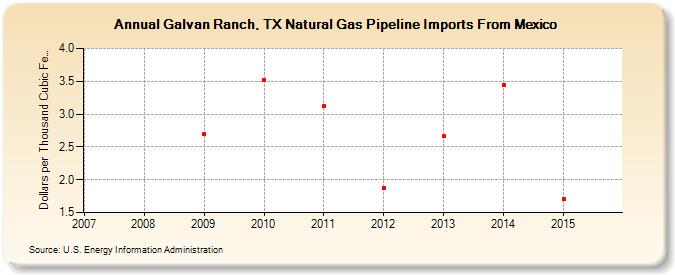 Annual Galvan Ranch, TX Natural Gas Pipeline Imports From Mexico
Dollars per Thousand Cubic Fe...
4.0
3.5
3.0
2.5
2.0
1.5
2007 2008 2009 2010 2011 2012 2013 2014 2015
Source: U.S. Energy Information Administration